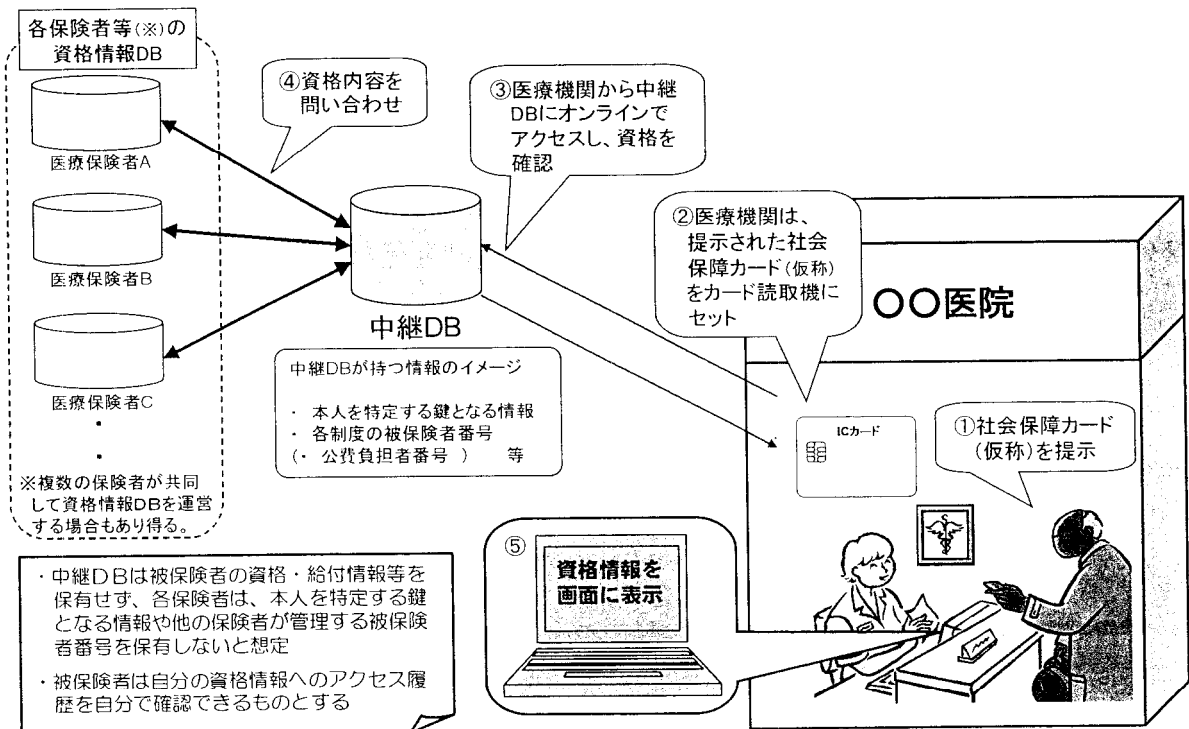 各保険者等(※)の
資格情報DB
医療保険者A
医療保険者B
医療保険者C
・
・
※複数の保険者が共同
して資格情報DBを運営
する場合もあり得る。
④資格内容を
問い合わせ
③医療機関から中継
DBにオンラインで
アクセスし、資格を
確認
②医療機関は、
提示された社会
保障カード(仮称)
をカード読取機に
セット
〇〇医院
中継DB
中継DBが持つ情報のイメージ
・ 本人を特定する鍵となる情報
・ 各制度の被保険者番号
(・ 公費負担者番号 ) 等
ICカード
①社会保障カード
(仮称)を提示
⑤
資格情報を
画面に表示
・中継DBは被保険者の資格・給付情報等を
保有せず、各保険者は、本人を特定する鍵
となる情報や他の保険者が管理する被保険
者番号を保有しないと想定
・被保険者は自分の資格情報へのアクセス履
歴を自分で確認できるものとする